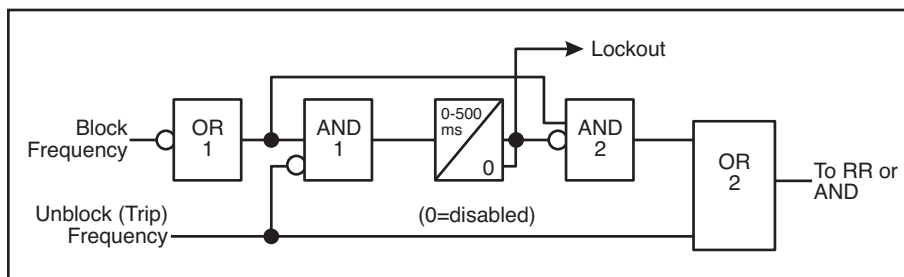 Lockout
Block
Frequency
OR
1
AND
1
0-500
ms
0
AND
2
OR
2
To RR or
AND
Unblock (Trip)
Frequency
(0=disabled)